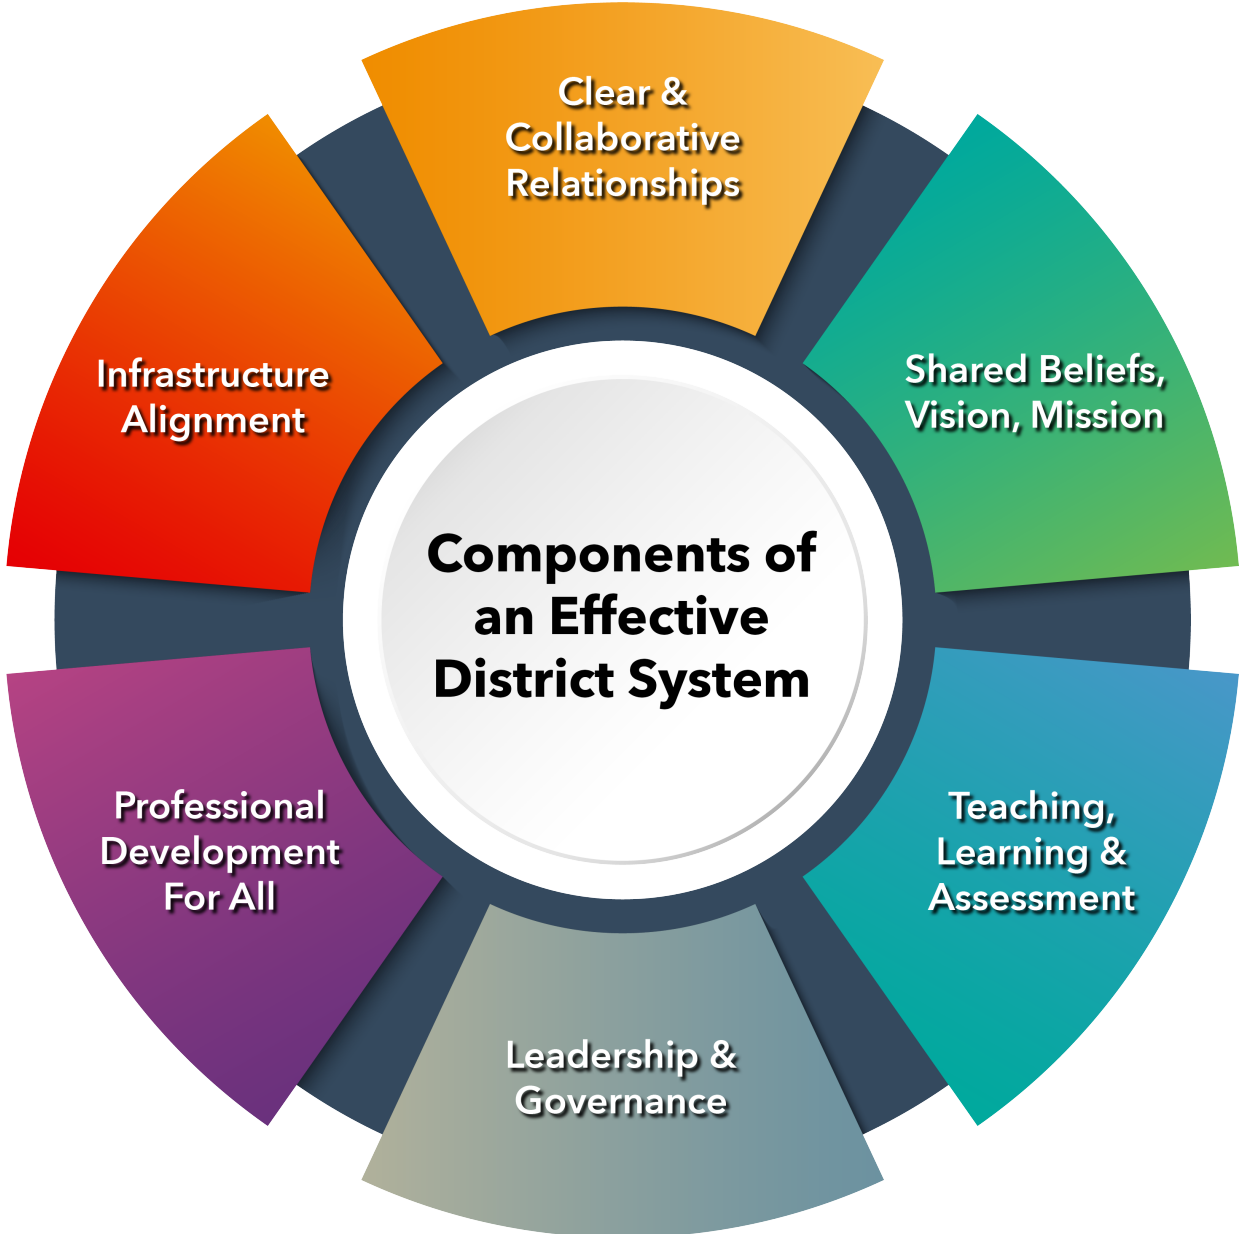 Clear &
Collaborative
Relationships
Shared Beliefs,
Vision, Mission
Teaching,
Learning &
Assessment
Leadership &
Governance
Professional
Development
For All
Infrastructure
Alignment
Components of
an Effective
District System